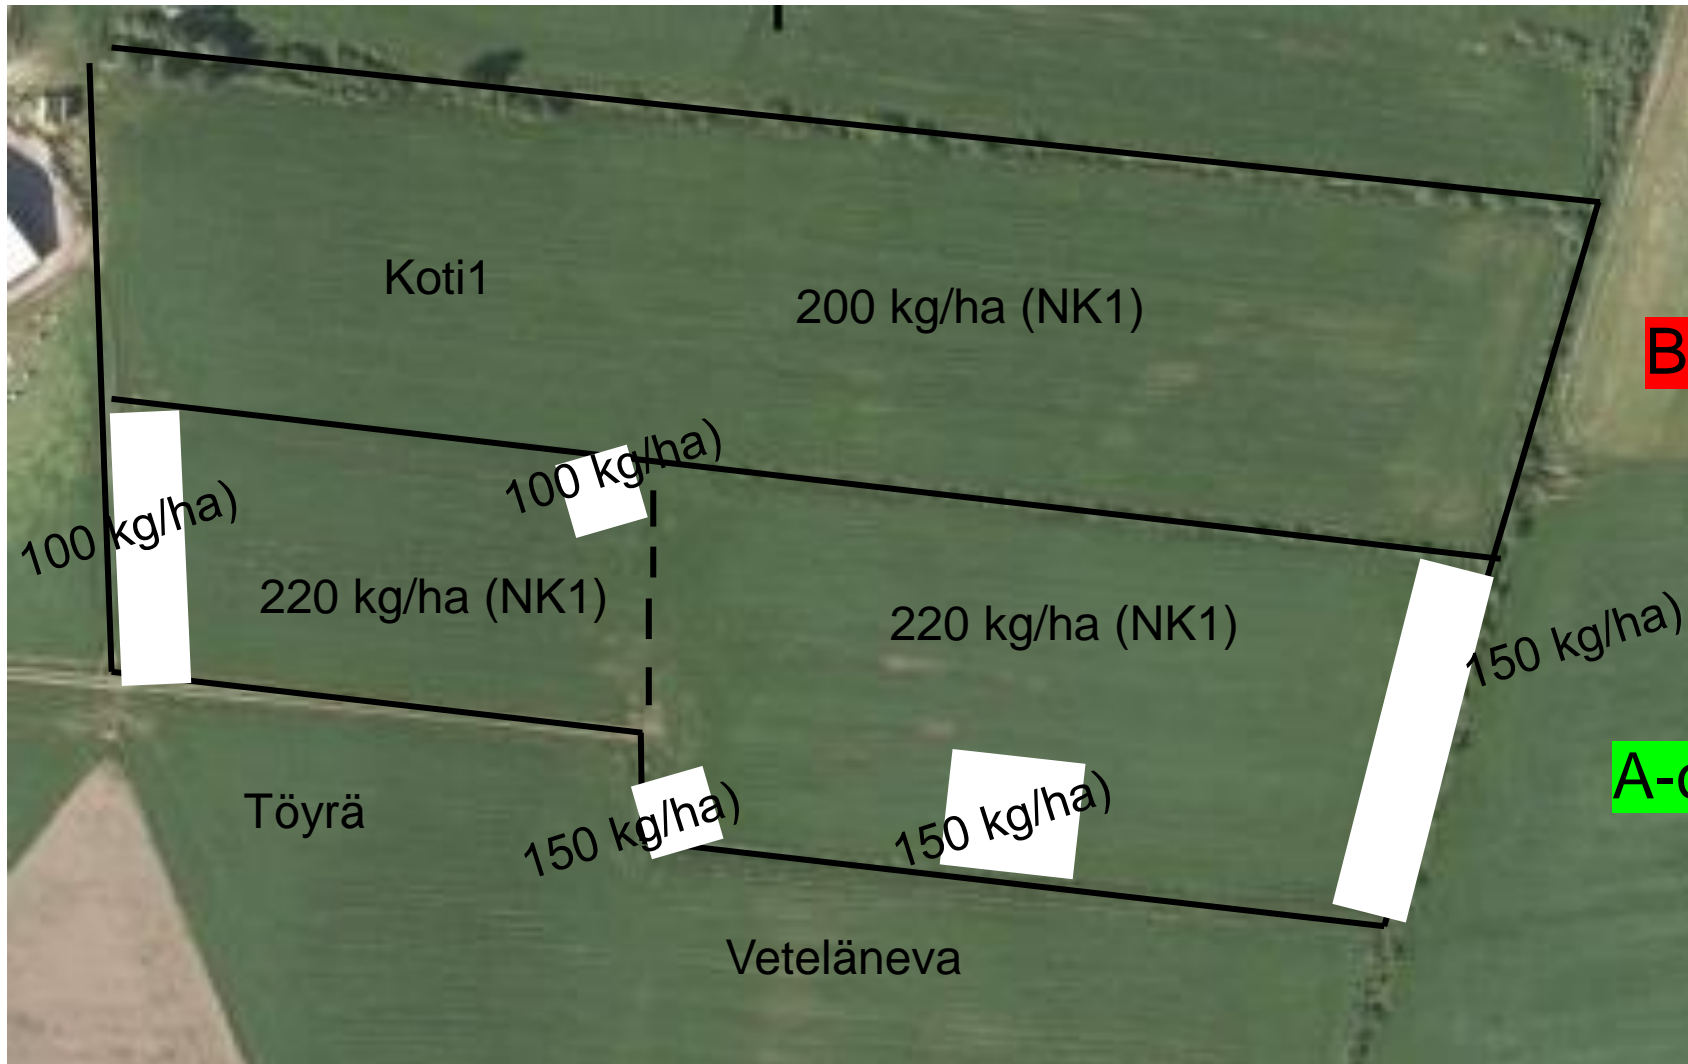 Koti1
200 kg/ha (NK1)
B
100 kg/ha)
100 kg/ha)
220 kg/ha (NK1)
220 kg/ha (NK1)
150 kg/ha)
Töyrä
150 kg/ha)
150 kg/ha)
A-
Veteläneva